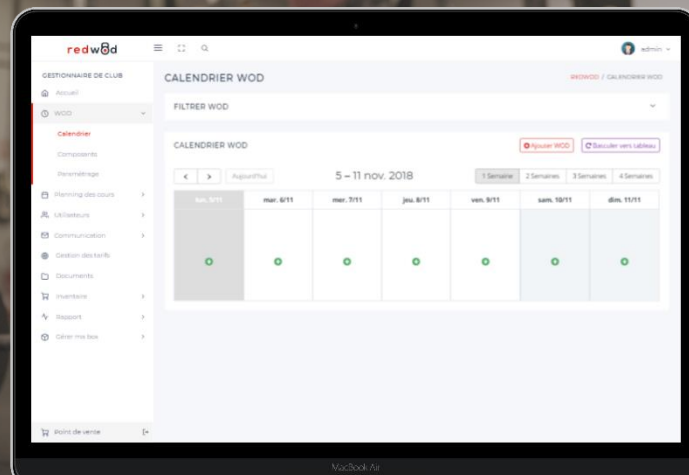 redw8d
admin
GESTIONNAIRE DE CLUB
Accueil
WOD
Calendrier
Composants
Paramétrage
Planning des cours
Utilisateurs
Communication
Gestion des tarifs
Documents
Inventaire
Rapport
Gérer ma box
Point de vente
CALENDRIER WOD
REDWOD / CALENDRIER WOD
FILTRER WOD
CALENDRIER WOD
Ajouter WOD
Basculer vers tableau
Aujourd'hui
5 – 11 nov. 2018
1 Semaine
2 Semaines
3 Semaines
4 Semaines
lun. 5/11
mar. 6/11
mer. 7/11
jeu. 8/11
ven. 9/11
sam. 10/11
dim. 11/11
MacBook Air